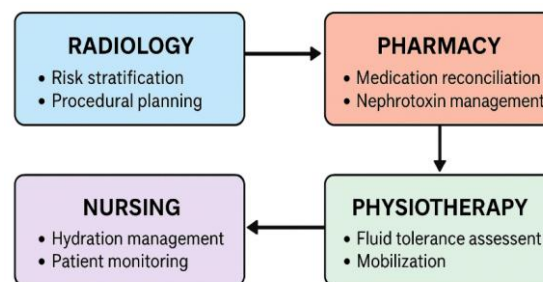 RADIOLOGY
• Risk stratification
• Procedural planning
PHARMACY
• Medication reconciliation
• Nephrotoxin management
PHYSIOTHERAPY
• Fluid tolerance assessent
• Mobilization
NURSING
• Hydration management
• Patient monitoring